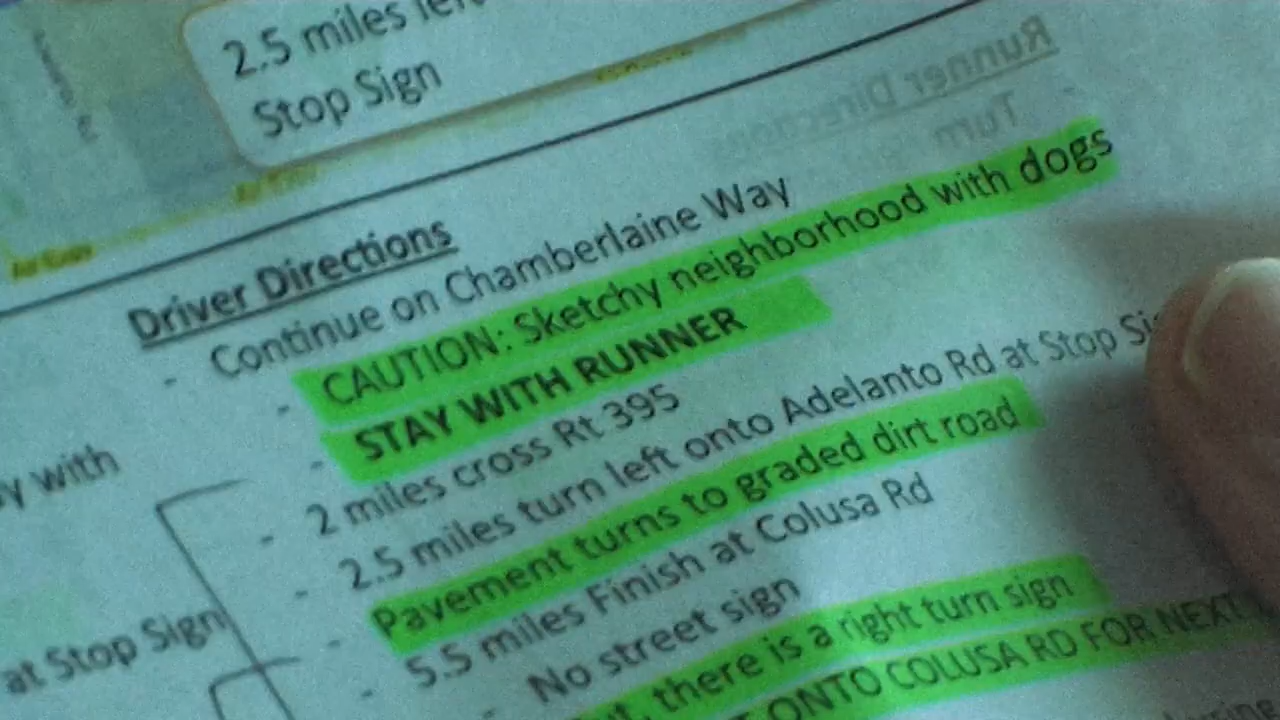 2.5 miles
Stop Sign
Runner Direction
Turn
Driver Directions
- Continue on Chamberlaine Way
- CAUTION: Sketchy neighborhood with dogs
- STAY WITH RUNNER
- 2 miles cross Rt 395
- 2.5 miles turn left onto Adelanto Rd at Stop
- Pavement turns to graded dirt road
- 5.5 miles Finish at Colusa Rd
- No street sign
there is a right turn sign
ONTO COLUSA RD FOR NEXT
with
at Stop Sign